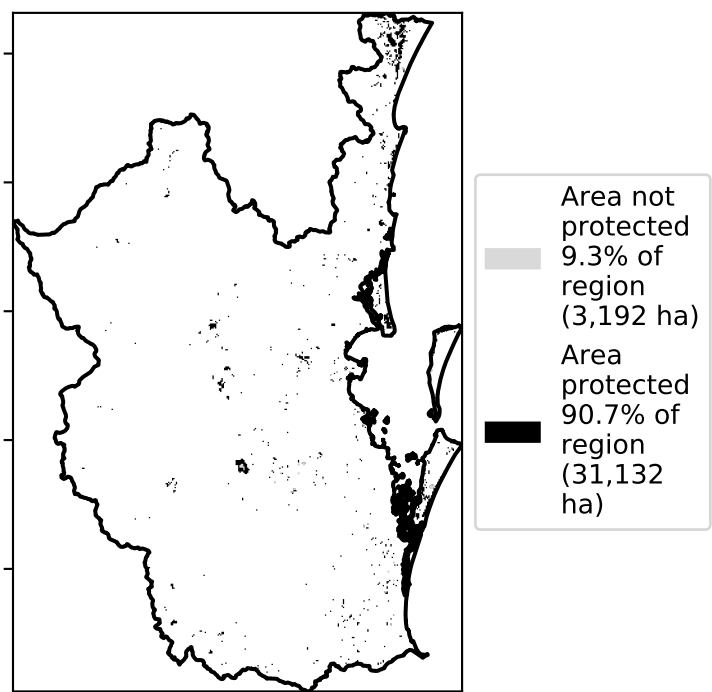 Area not
protected
9.3% of
region
(3,192 ha)
Area
protected
90.7% of
region
(31,132
ha)